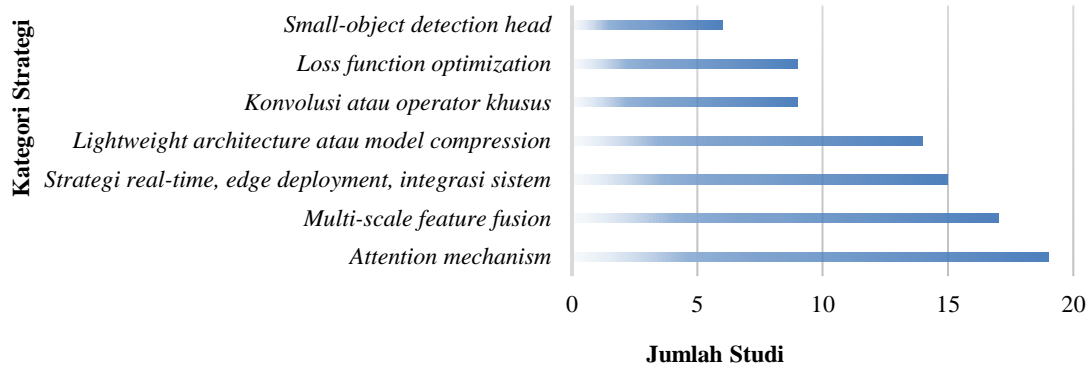 Kategori Strategi
Small-object detection head
Loss function optimization
Konvolusi atau operator khusus
Lightweight architecture atau model compression
Strategi real-time, edge deployment, integrasi sistem
Multi-scale feature fusion
Attention mechanism
0 5 10 15 20
Jumlah Studi